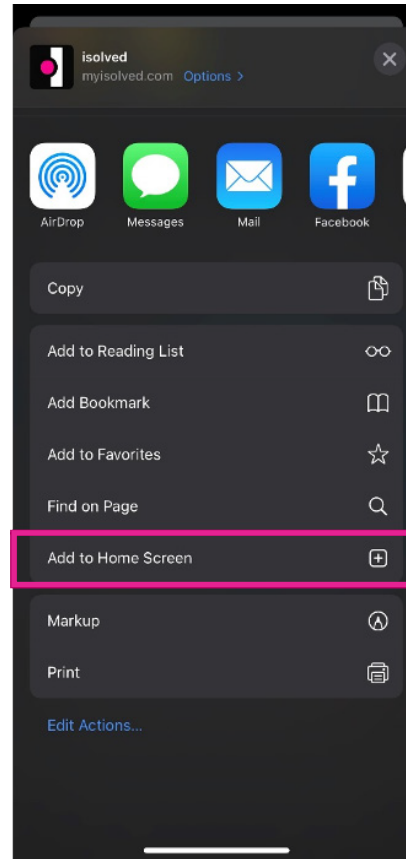 isolved
myisolved.com Options >
AirDrop Messages Mail Facebook
Copy
Add to Reading List
Add Bookmark
Add to Favorites
Find on Page
Add to Home Screen
Markup
Print
Edit Actions...